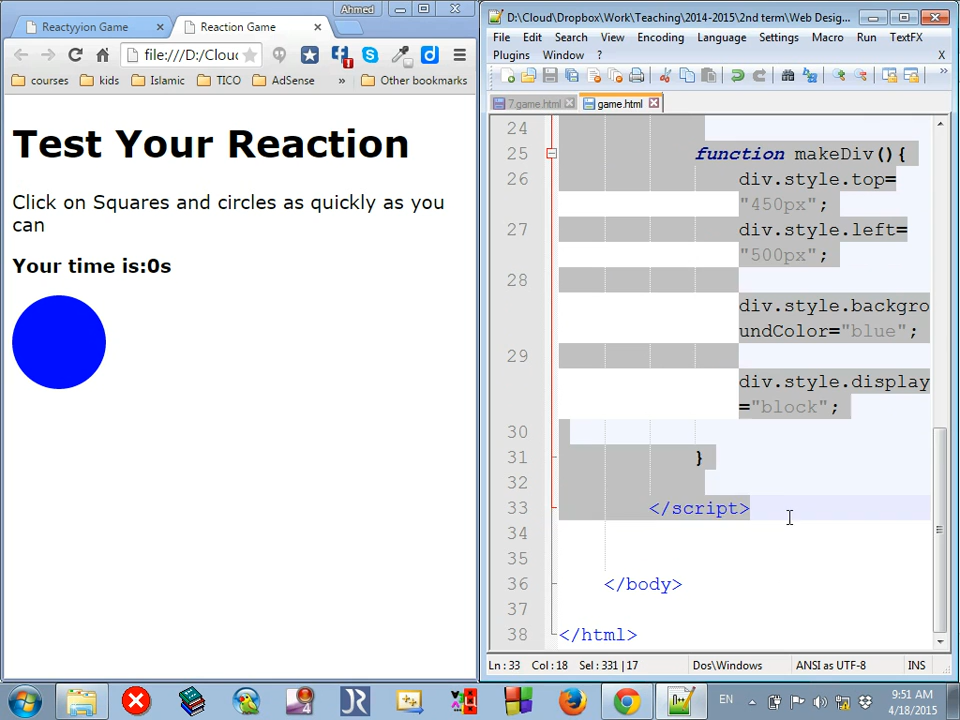 Reactyyion Game
Reaction Game
Ahmed
file:///D:/Clou
courses
kids
Islamic
TICO
AdSense
»
Other bookmarks
Test Your Reaction
Click on Squares and circles as quickly as you
can
Your time is:0s
D:\Cloud\Dropbox\Work\Teaching\2014-2015\2nd term\Web Desig...
File Edit Search View Encoding Language Settings Macro Run TextFX
Plugins Window ? X
7.game.html
game.html
24
25 function makeDiv(){
26 div.style.top=
"450px";
27 div.style.left=
"500px";
28
div.style.backgro
undColor="blue";
29
div.style.display
="block";
30
31 }
32
33 </script>
34
35
36 </body>
37
38 </html>
Ln:33 Col:18 Sel:331|17 Dos\Windows ANSI as UTF-8 INS
EN
9:51 AM
4/18/2015